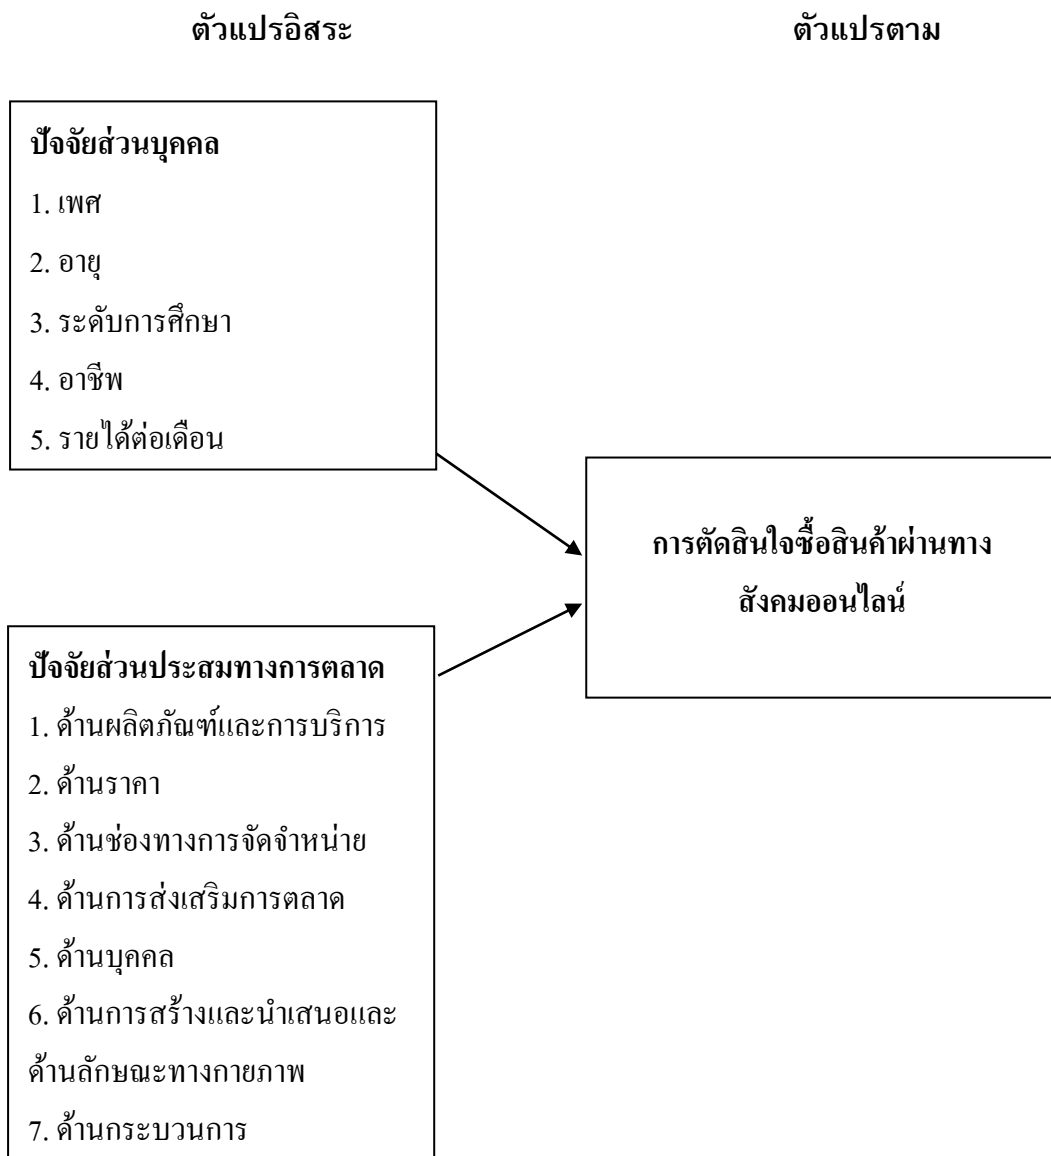 ตัวแปรอิสระ
ตัวแปรตาม
ปัจจัยส่วนบุคคล
1. เพศ
2. อายุ
3. ระดับการศึกษา
4. อาชีพ
5. รายได้ต่อเดือน
การตัดสินใจซื้อสินค้าผ่านทาง
สังคมออนไลน์
ปัจจัยส่วนประสมทางการตลาด
1. ด้านผลิตภัณฑ์และการบริการ
2. ด้านราคา
3. ด้านช่องทางการจัดจำหน่าย
4. ด้านการส่งเสริมการตลาด
5. ด้านบุคคล
6. ด้านการสร้างและนำเสนอและ
ด้านลักษณะทางกายภาพ
7. ด้านกระบวนการ